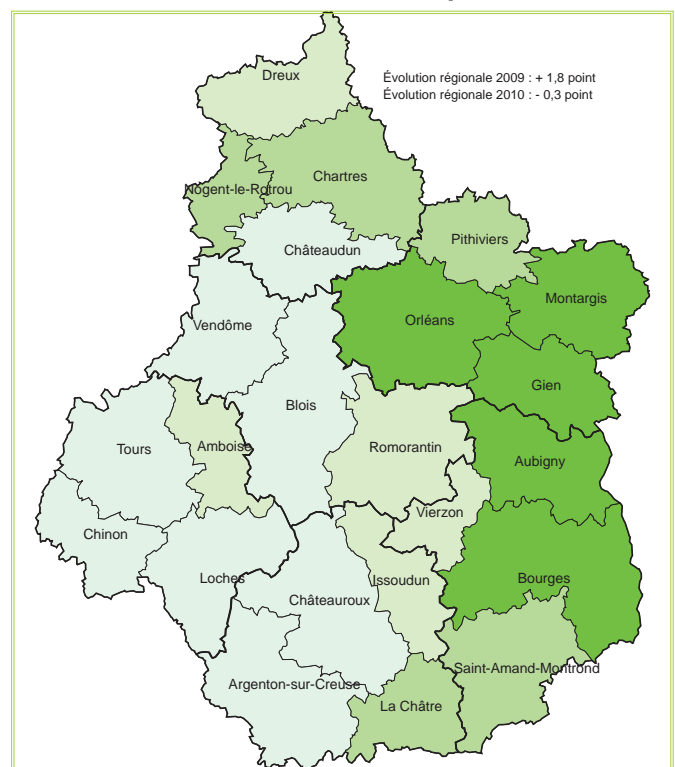 Dreux
Évolution régionale 2009 : + 1,8 point
Évolution régionale 2010 : - 0,3 point
Nogent-le-Rotrou
Chartres
Châteaudun
Pithiviers
Montargis
Orléans
Vendôme
Gien
Blois
Tours
Amboise
Romorantin
Aubigny
Vierzon
Chinon
Loches
Issoudun
Bourges
Châteauroux
Saint-Amand-Montrond
Argenton-sur-Creuse
La Châtre